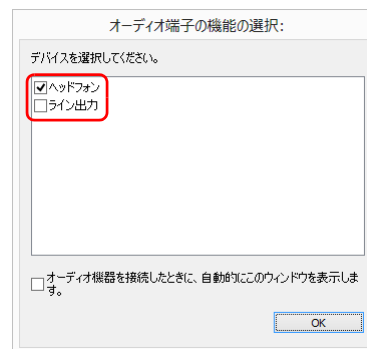 オーディオ端子の機能の選択:
デバイスを選択してください。
ヘッドフォン
ライン出力
オーディオ機器を接続したときに、自動的にこのウィンドウを表示しま
す。
OK